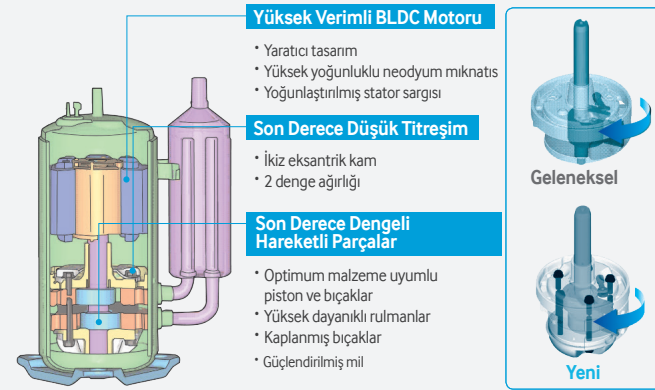 Yüksek Verimli BLDC Motoru
• Yaratıcı tasarım
• Yüksek yoğunluklu neodyum mıknatıs
• Yoğunlaştırılmış stator sargısı
Son Derece Düşük Titreşim
• İkiz eksantrik kam
• 2 denge ağırlığı
Son Derece Dengeli
Hareketli Parçalar
• Optimum malzeme uyumlu
piston ve bıçaklar
• Yüksek dayanıklı rulmanlar
• Kaplanmış bıçaklar
• Güçlendirilmiş mil
Geleneksel
Yeni